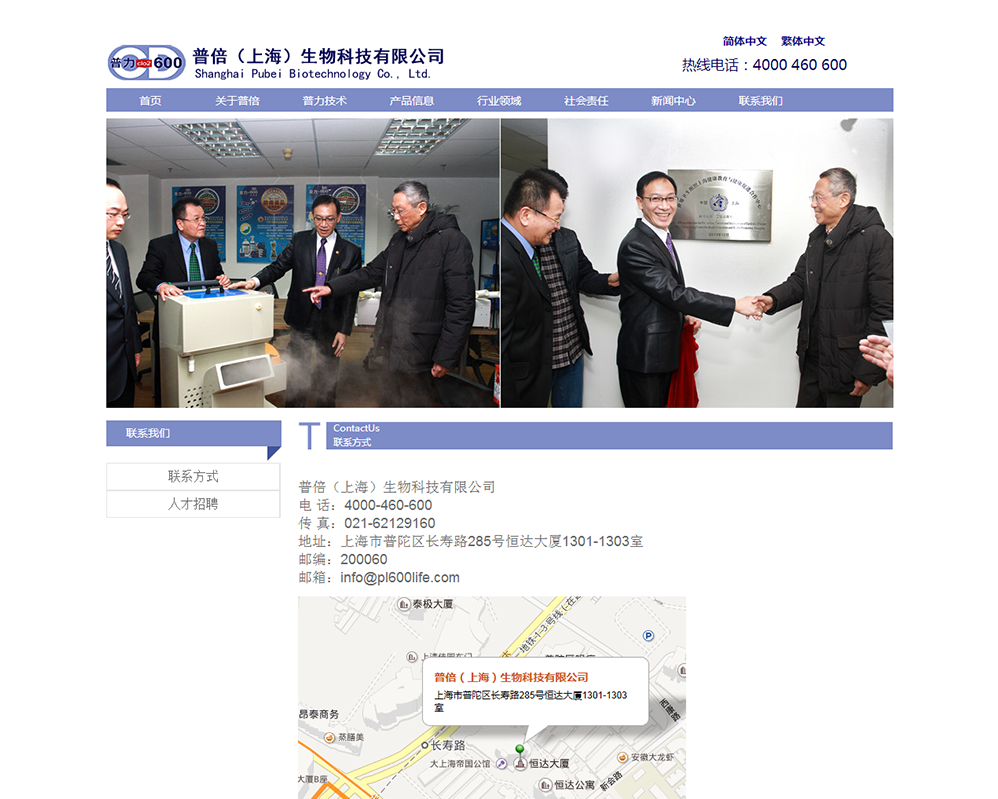 简体中文 繁体中文
普力 clo2 600
普倍（上海）生物科技有限公司
Shanghai Pubei Biotechnology Co., Ltd.
热线电话：4000 460 600
首页 关于普倍 普力技术 产品信息 行业领域 社会责任 新闻中心 联系我们
联系我们
ContactUs
联系方式
联系方式
人才招聘
普倍（上海）生物科技有限公司
电 话：4000-460-600
传 真：021-62129160
地址：上海市普陀区长寿路285号恒达大厦1301-1303室
邮编：200060
邮箱：info@pl600life.com
泰极大厦
地铁-1-3号线(在
普倍（上海）生物科技有限公司
上海市普陀区长寿路285号恒达大厦1301-1303
室
昂泰商务
蒸膳美
长寿路
大上海帝国公馆
恒达大厦
安徽大龙虾
大厦B座
恒达公寓
新会路